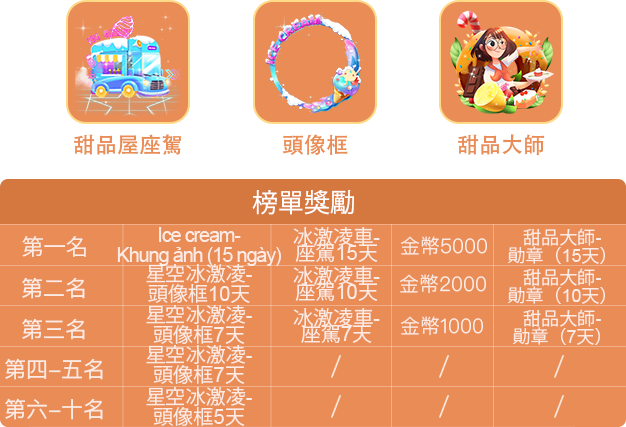 甜品屋座駕
頭像框
甜品大師
榜單獎勵
第一名
Ice cream-
Khung ảnh (15 ngày)
冰激凌車-
座駕15天
金幣5000
甜品大師-
勛章（15天）
第二名
星空冰激凌-
頭像框10天
冰激凌車-
座駕10天
金幣2000
甜品大師-
勛章（10天）
第三名
星空冰激凌-
頭像框7天
冰激凌車-
座駕7天
金幣1000
甜品大師-
勛章（7天）
第四-五名
星空冰激凌-
頭像框7天
/
/
/
第六-十名
星空冰激凌-
頭像框5天
/
/
/